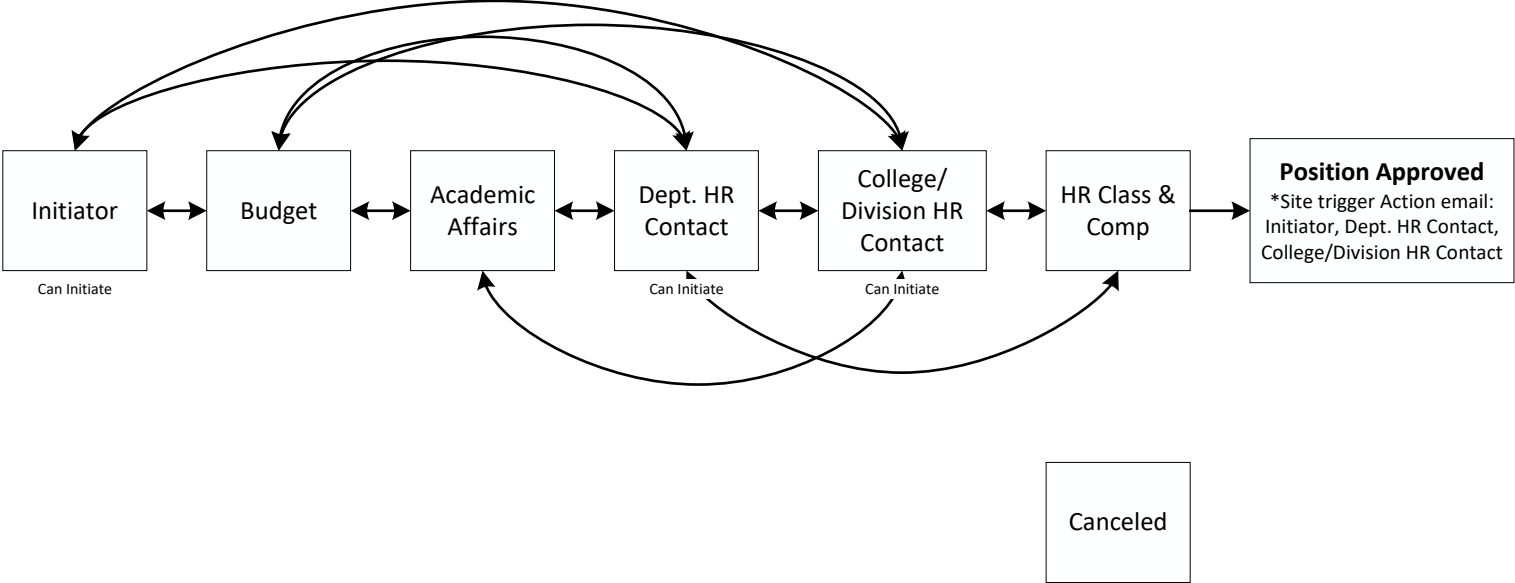 Initiator
Can Initiate
Budget
Academic
Affairs
Dept. HR
Contact
Can Initiate
College/
Division HR
Contact
Can Initiate
HR Class &
Comp
Position Approved
*Site trigger Action email:
Initiator, Dept. HR Contact,
College/Division HR Contact
Canceled